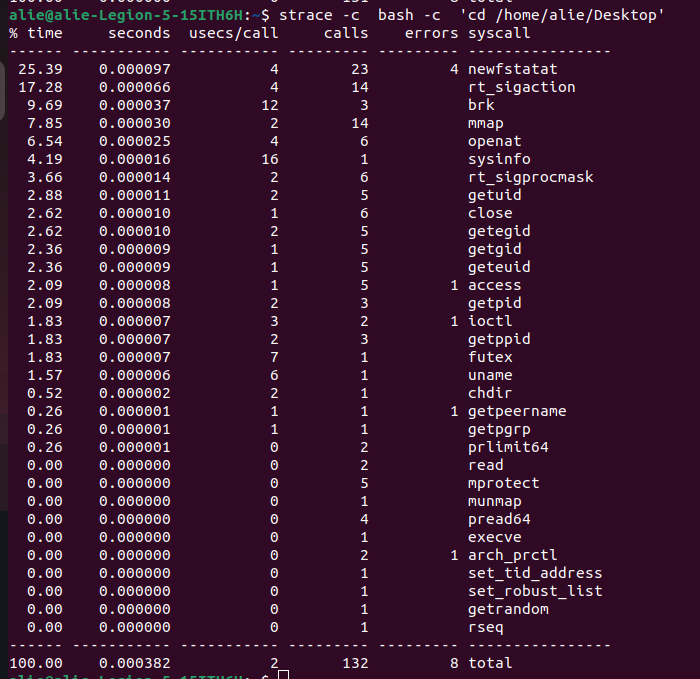 100.00 0.000382 2 131 8 total
alie@alie-Legion-5-15ITH6H:~$ strace -c  bash -c  'cd /home/alie/Desktop'
% time     seconds  usecs/call     calls    errors syscall
------ ----------- ----------- --------- --------- ----------------
 25.39    0.000097           4        23         4 newfstatat
 17.28    0.000066           4        14           rt_sigaction
  9.69    0.000037          12         3           brk
  7.85    0.000030           2        14           mmap
  6.54    0.000025           4         6           openat
  4.19    0.000016          16         1           sysinfo
  3.66    0.000014           2         6           rt_sigprocmask
  2.88    0.000011           2         5           getuid
  2.62    0.000010           1         6           close
  2.62    0.000010           2         5           getegid
  2.36    0.000009           1         5           getgid
  2.36    0.000009           1         5           geteuid
  2.09    0.000008           1         5         1 access
  2.09    0.000008           2         3           getpid
  1.83    0.000007           3         2         1 ioctl
  1.83    0.000007           2         3           getppid
  1.83    0.000007           7         1           futex
  1.57    0.000006           6         1           uname
  0.52    0.000002           2         1           chdir
  0.26    0.000001           1         1         1 getpeername
  0.26    0.000001           1         1           getpgrp
  0.26    0.000001           0         2           prlimit64
  0.00    0.000000           0         2           read
  0.00    0.000000           0         5           mprotect
  0.00    0.000000           0         1           munmap
  0.00    0.000000           0         4           pread64
  0.00    0.000000           0         1           execve
  0.00    0.000000           0         2         1 arch_prctl
  0.00    0.000000           0         1           set_tid_address
  0.00    0.000000           0         1           set_robust_list
  0.00    0.000000           0         1           getrandom
  0.00    0.000000           0         1           rseq
------ ----------- ----------- --------- --------- ----------------
100.00    0.000382           2       132         8 total
alie@alie-Legion-5-15ITH6H:~$